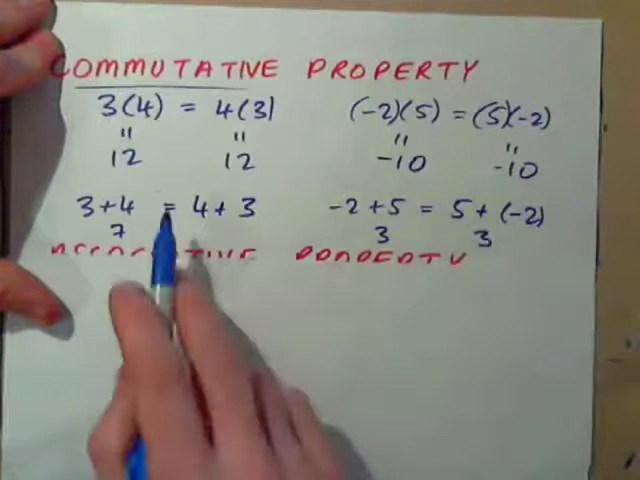 COMMUTATIVE PROPERTY
3(4) = 4(3) (-2)(5) = (5)(-2)
" " " "
12 12 -10 -10
3+4 = 4+3 -2+5 = 5+(-2)
7 3 3